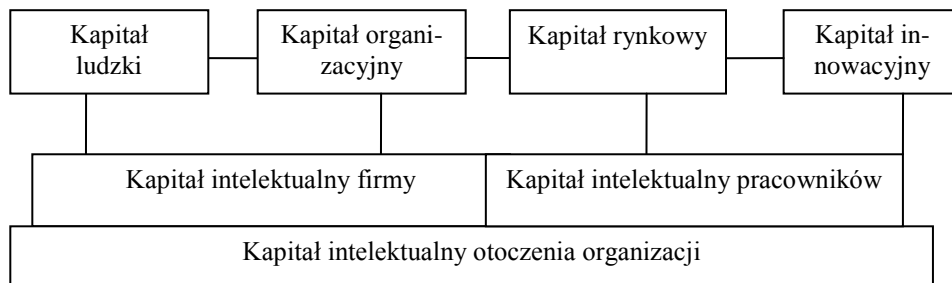 Kapitał
ludzki
Kapitał organi-
zacyjny
Kapitał rynkowy
Kapitał in-
nowacyjny
Kapitał intelektualny firmy
Kapitał intelektualny pracowników
Kapitał intelektualny otoczenia organizacji